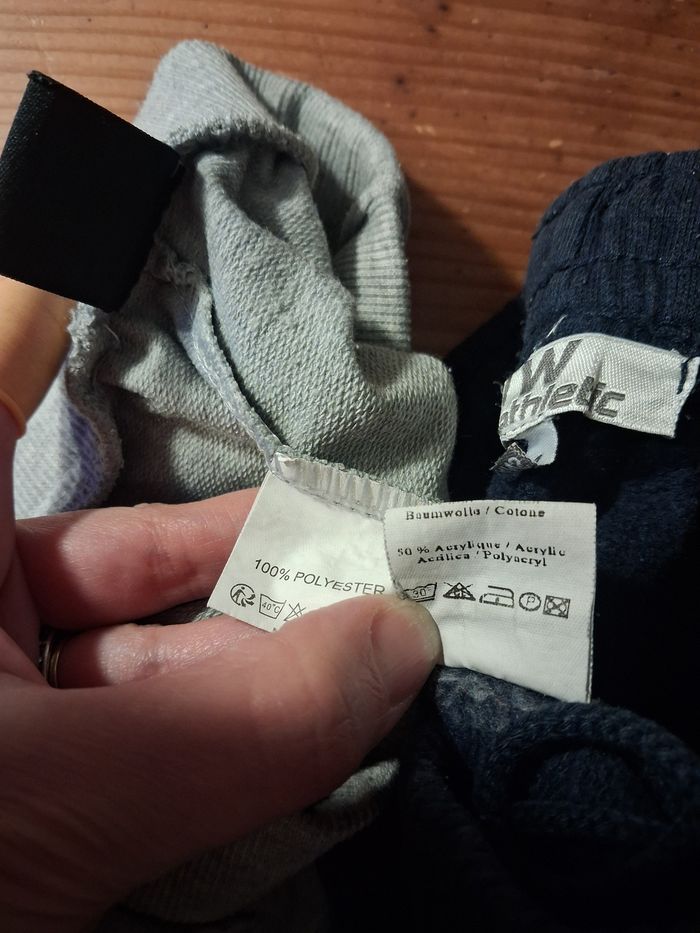 W
athletic
Baumwolle / Cotone
50 % Acrylique / Acrylic
Acrilica / Polyacryl
30°
P
100% POLYESTER
40°C